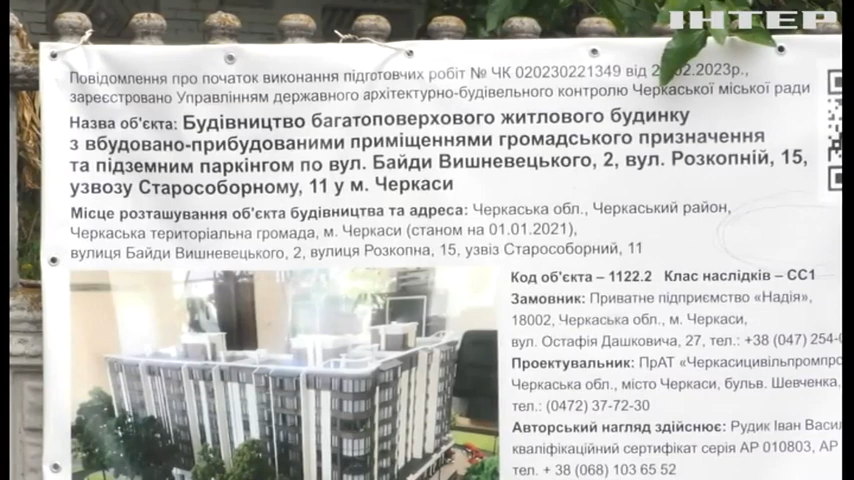 ІНТЕР
Повідомлення про початок виконання підготовчих робіт № ЧК 020230221349 від 2 .02.2023р.,
зареєстровано Управлінням державного архітектурно-будівельного контролю Черкаської міської ради
Назва об'єкта: Будівництво багатоповерхового житлового будинку
з вбудовано-прибудованими приміщеннями громадського призначення
та підземним паркінгом по вул. Байди Вишневецького, 2, вул. Розкопній, 15,
узвозу Старособорному, 11 у м. Черкаси
Місце розташування об'єкта будівництва та адреса: Черкаська обл., Черкаський район,
Черкаська територіальна громада, м. Черкаси (станом на 01.01.2021),
вулиця Байди Вишневецького, 2, вулиця Розкопна, 15, узвіз Старособорний, 11
Код об'єкта – 1122.2 Клас наслідків – СС1
Замовник: Приватне підприємство «Надія»,
18002, Черкаська обл., м. Черкаси,
вул. Остафія Дашковича, 27, тел.: +38 (047) 254-
Проектувальник: ПрАТ «Черкасицивільпромпро
Черкаська обл., місто Черкаси, бульв. Шевченка,
тел.: (0472) 37-72-30
Авторський нагляд здійснює: Рудик Іван Васил
кваліфікаційний сертифікат серія АР 010803, АР
тел. + 38 (068) 103 65 52